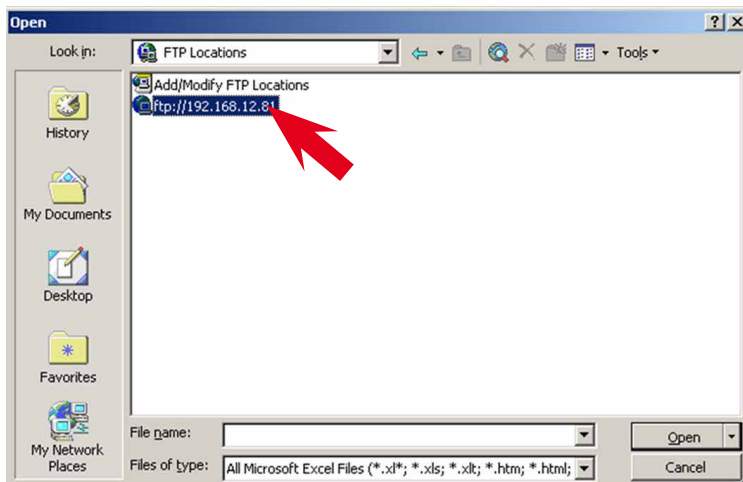 Open
Look in:
FTP Locations
Tools
Add/Modify FTP Locations
ftp://192.168.12.81
History
My Documents
Desktop
Favorites
My Network
Places
File name:
Open
Files of type:
All Microsoft Excel Files (*.xl*; *.xls; *.xlt; *.htm; *.html;
Cancel